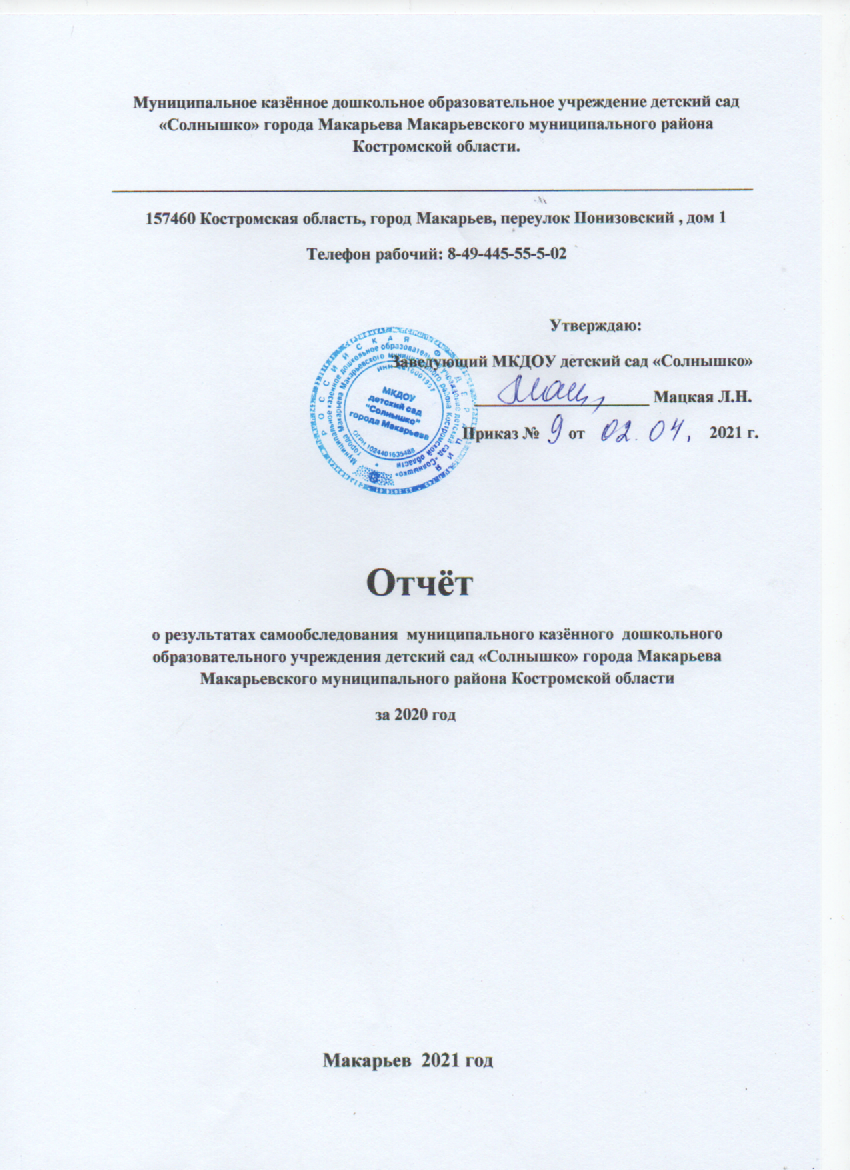 Муниципальное казённое дошкольное образовательное учреждение детский сад
«Солнышко» города Макарьева Макарьевского муниципального района
Костромской области.
157460 Костромская область, город Макарьев, переулок Понизовский , дом 1
Телефон рабочий: 8-49-445-55-5-02
Утверждаю:
Заведующий МКДОУ детский сад «Солнышко»
Мацкая Л.Н.
Приказ № 9 от 02.04. 2021 г.
МКДОУ
детский сад
"Солнышко"
города Макарьева
Отчёт
о результатах самообследования муниципального казённого дошкольного
образовательного учреждения детский сад «Солнышко» города Макарьева
Макарьевского муниципального района Костромской области
за 2020 год
Макарьев 2021 год